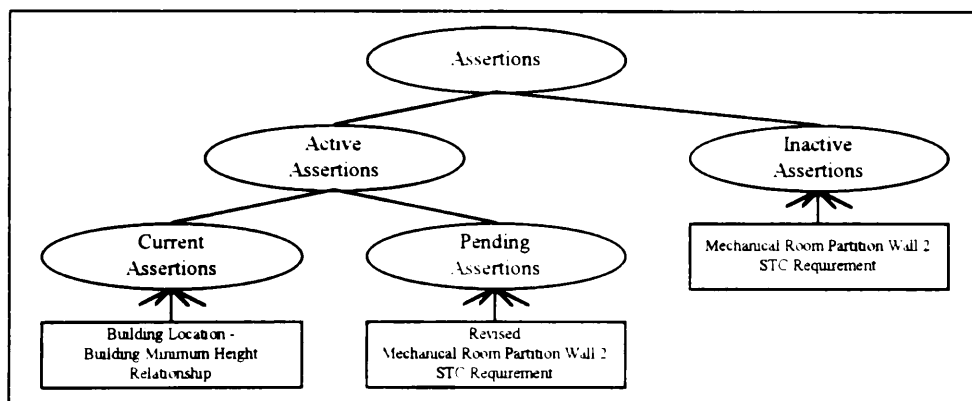 Assertions
Active
Assertions
Inactive
Assertions
Current
Assertions
Pending
Assertions
Mechanical Room Partition Wall 2
STC Requirement
Building Location -
Building Minimum Height
Relationship
Revised
Mechanical Room Partition Wall 2
STC Requirement